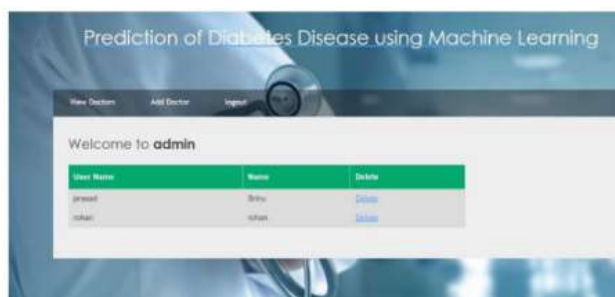 Prediction of Diabetes Disease using Machine Learning
View Doctors Add Doctor logout
Welcome to admin
User Name Name Delete
prasad Delete
rohan rohan Delete